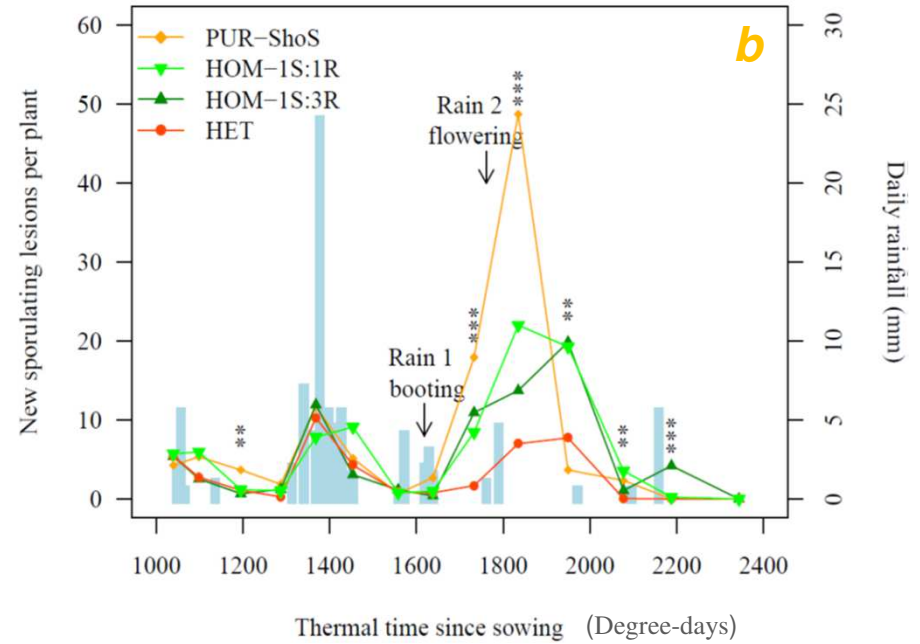 b
PUR−ShoS
HOM−1S:1R
HOM−1S:3R
HET
60
50
40
30
20
10
0
New sporulating lesions per plant
30
25
20
15
10
5
0
Daily rainfall (mm)
Rain 2
flowering
Rain 1
booting
**
***
***
**
**
***
1000 1200 1400 1600 1800 2000 2200 2400
Thermal time since sowing (Degree-days)